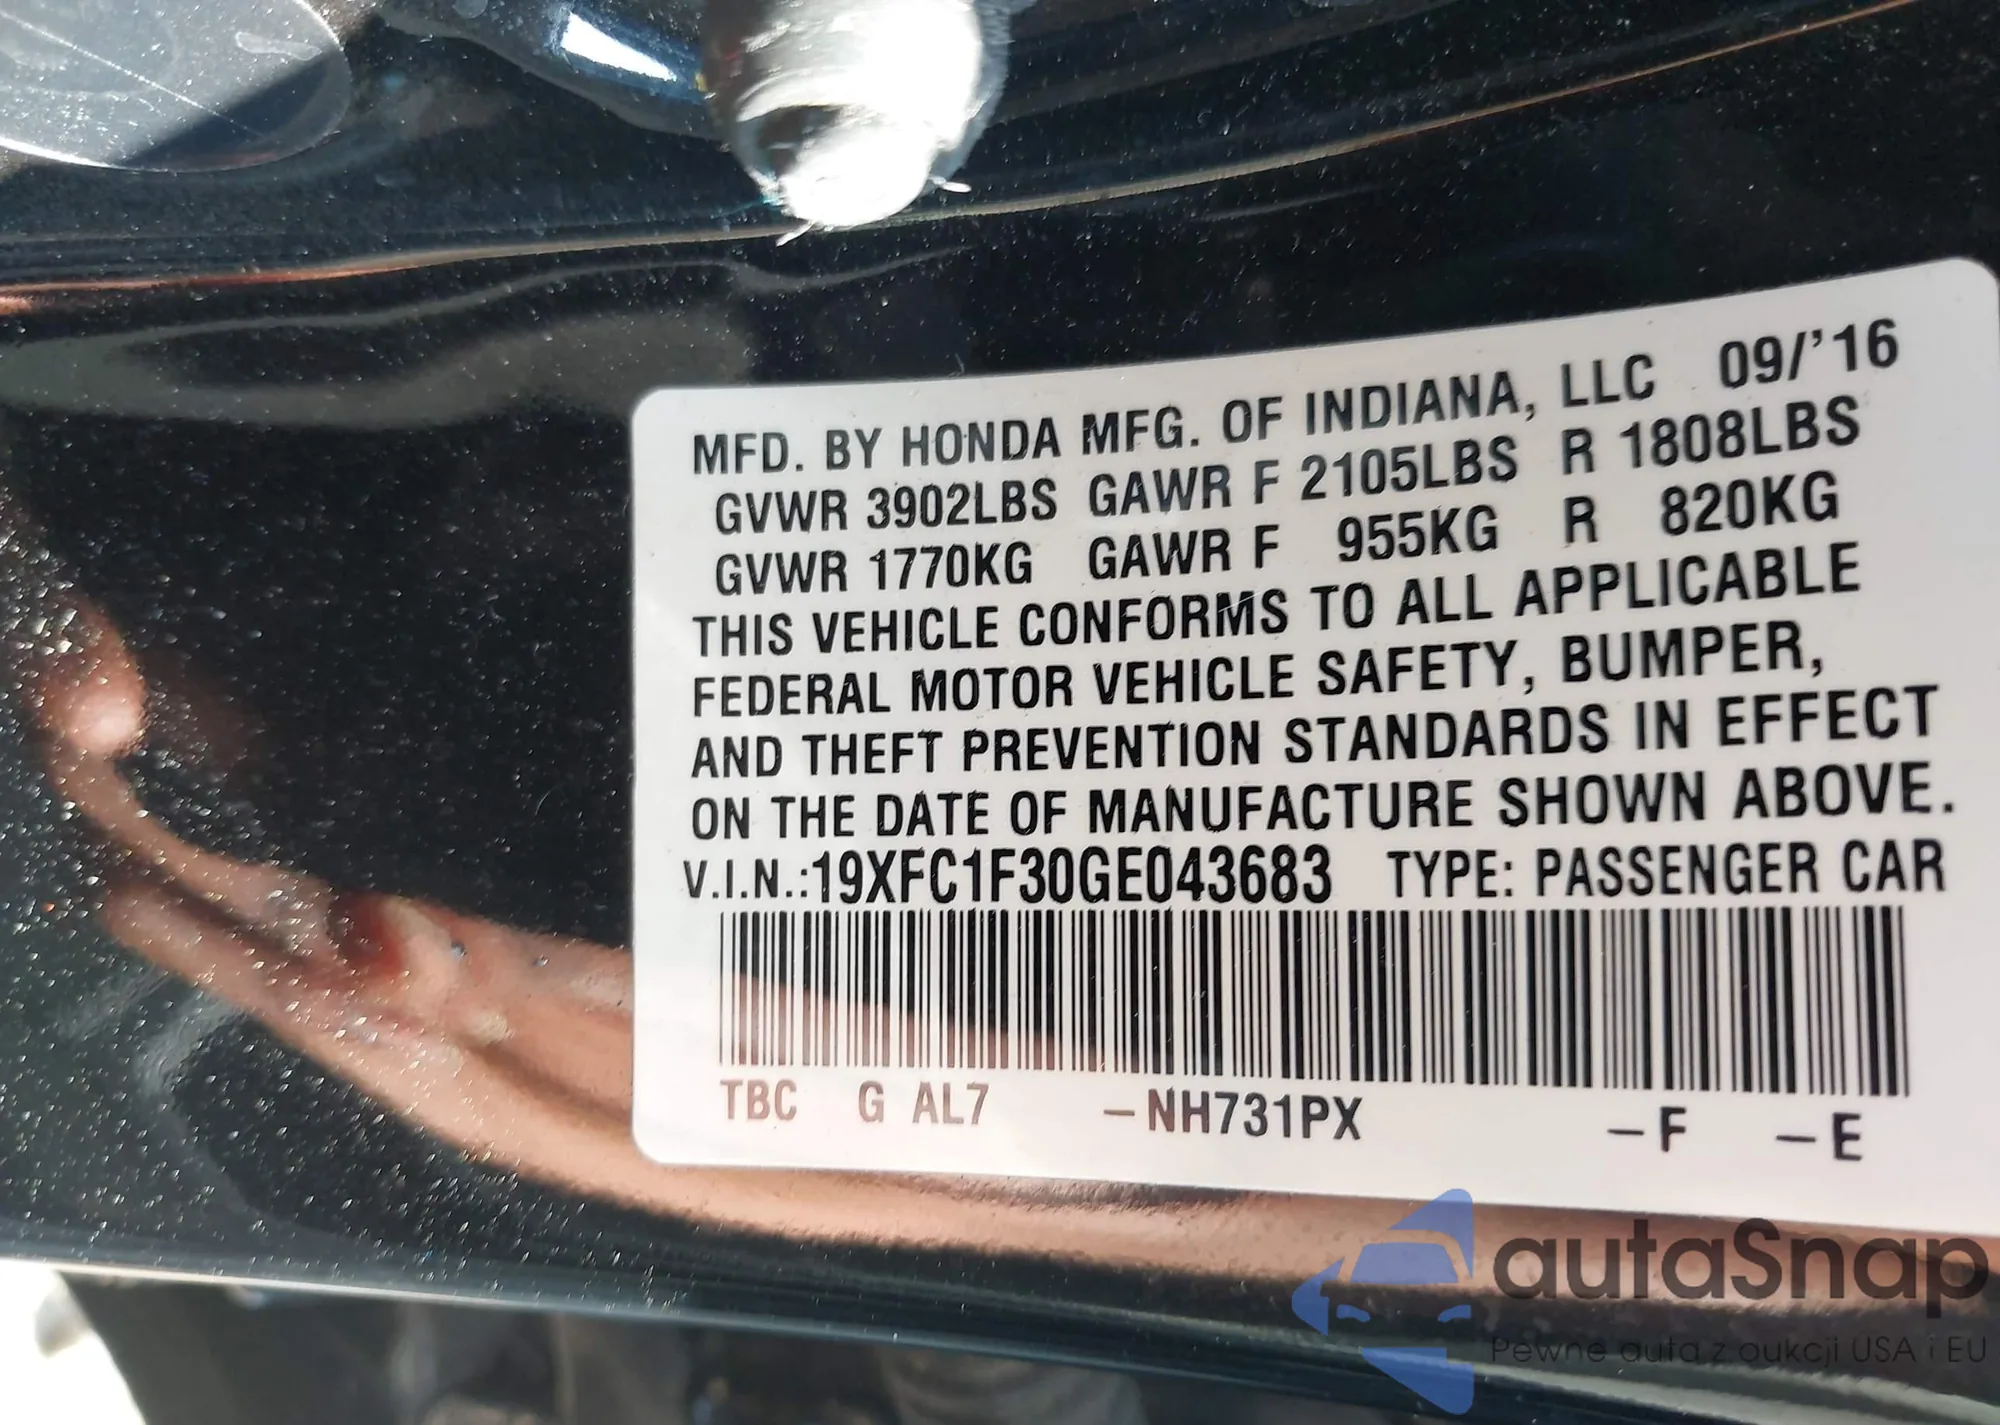 MFD. BY HONDA MFG. OF INDIANA, LLC 09/'16
GVWR 3902LBS GAWR F 2105LBS R 1808LBS
GVWR 1770KG GAWR F 955KG R 820KG
THIS VEHICLE CONFORMS TO ALL APPLICABLE
FEDERAL MOTOR VEHICLE SAFETY, BUMPER,
AND THEFT PREVENTION STANDARDS IN EFFECT
ON THE DATE OF MANUFACTURE SHOWN ABOVE.
V.I.N.:19XFC1F30GE043683 TYPE: PASSENGER CAR
TBC G AL7 -NH731PX -F -E
autaSnap
Pewne auta z aukcji USA i EU